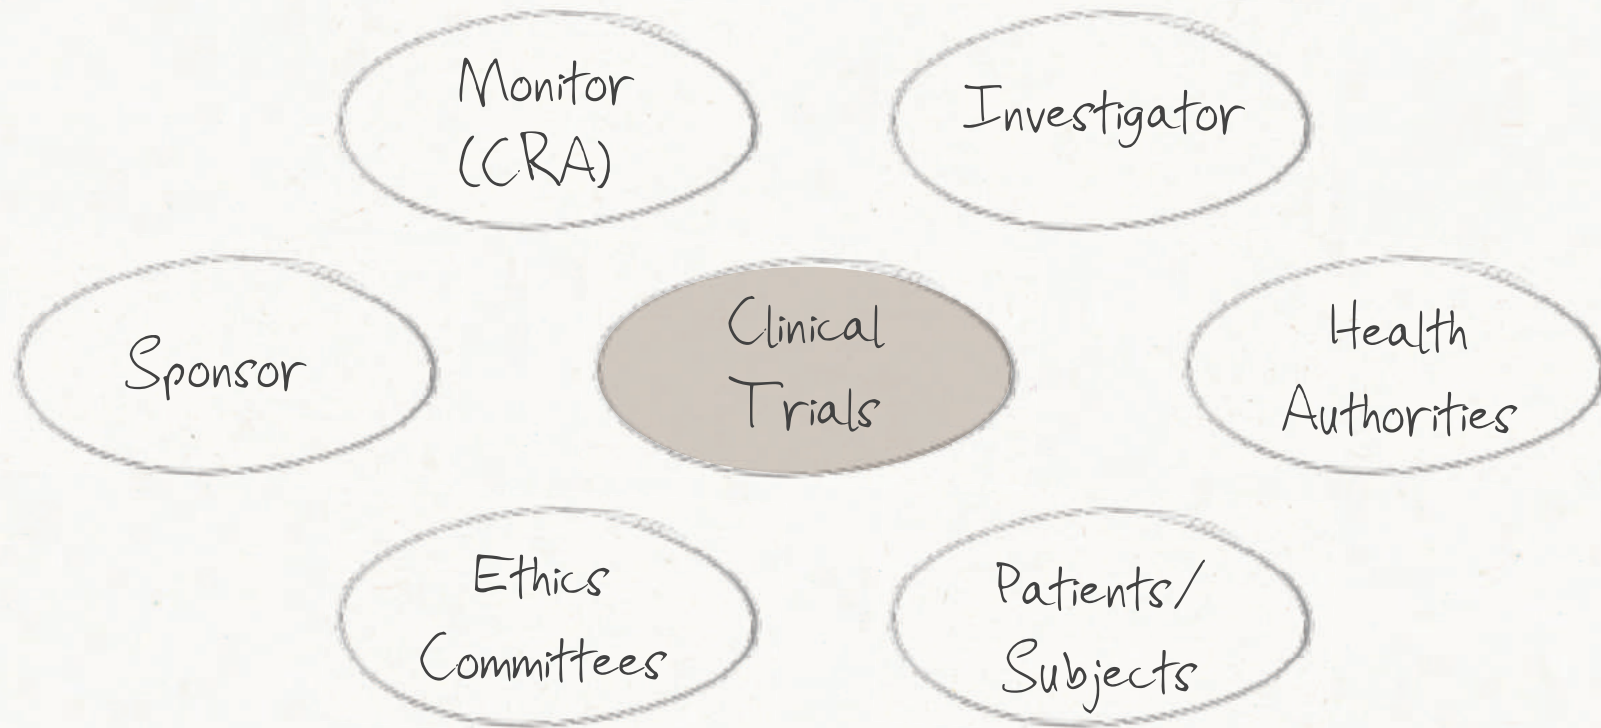 Monitor
(CRA)
Investigator
Sponsor
Clinical
Trials
Health
Authorities
Ethics
Committees
Patients/
Subjects